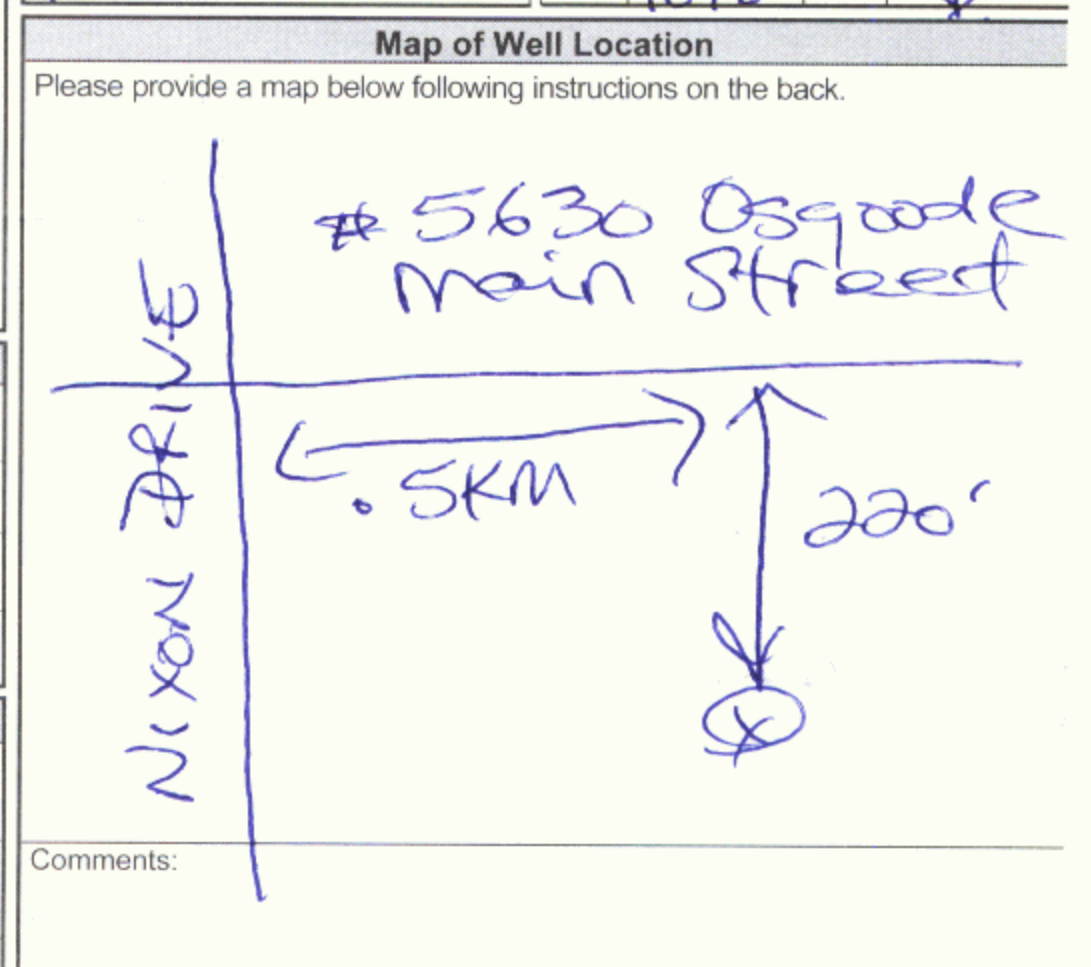 Map of Well Location
Please provide a map below following instructions on the back.
# 5630 Osgoode
Main Street
NIXON DRIVE
.5KM
220'
X
Comments: